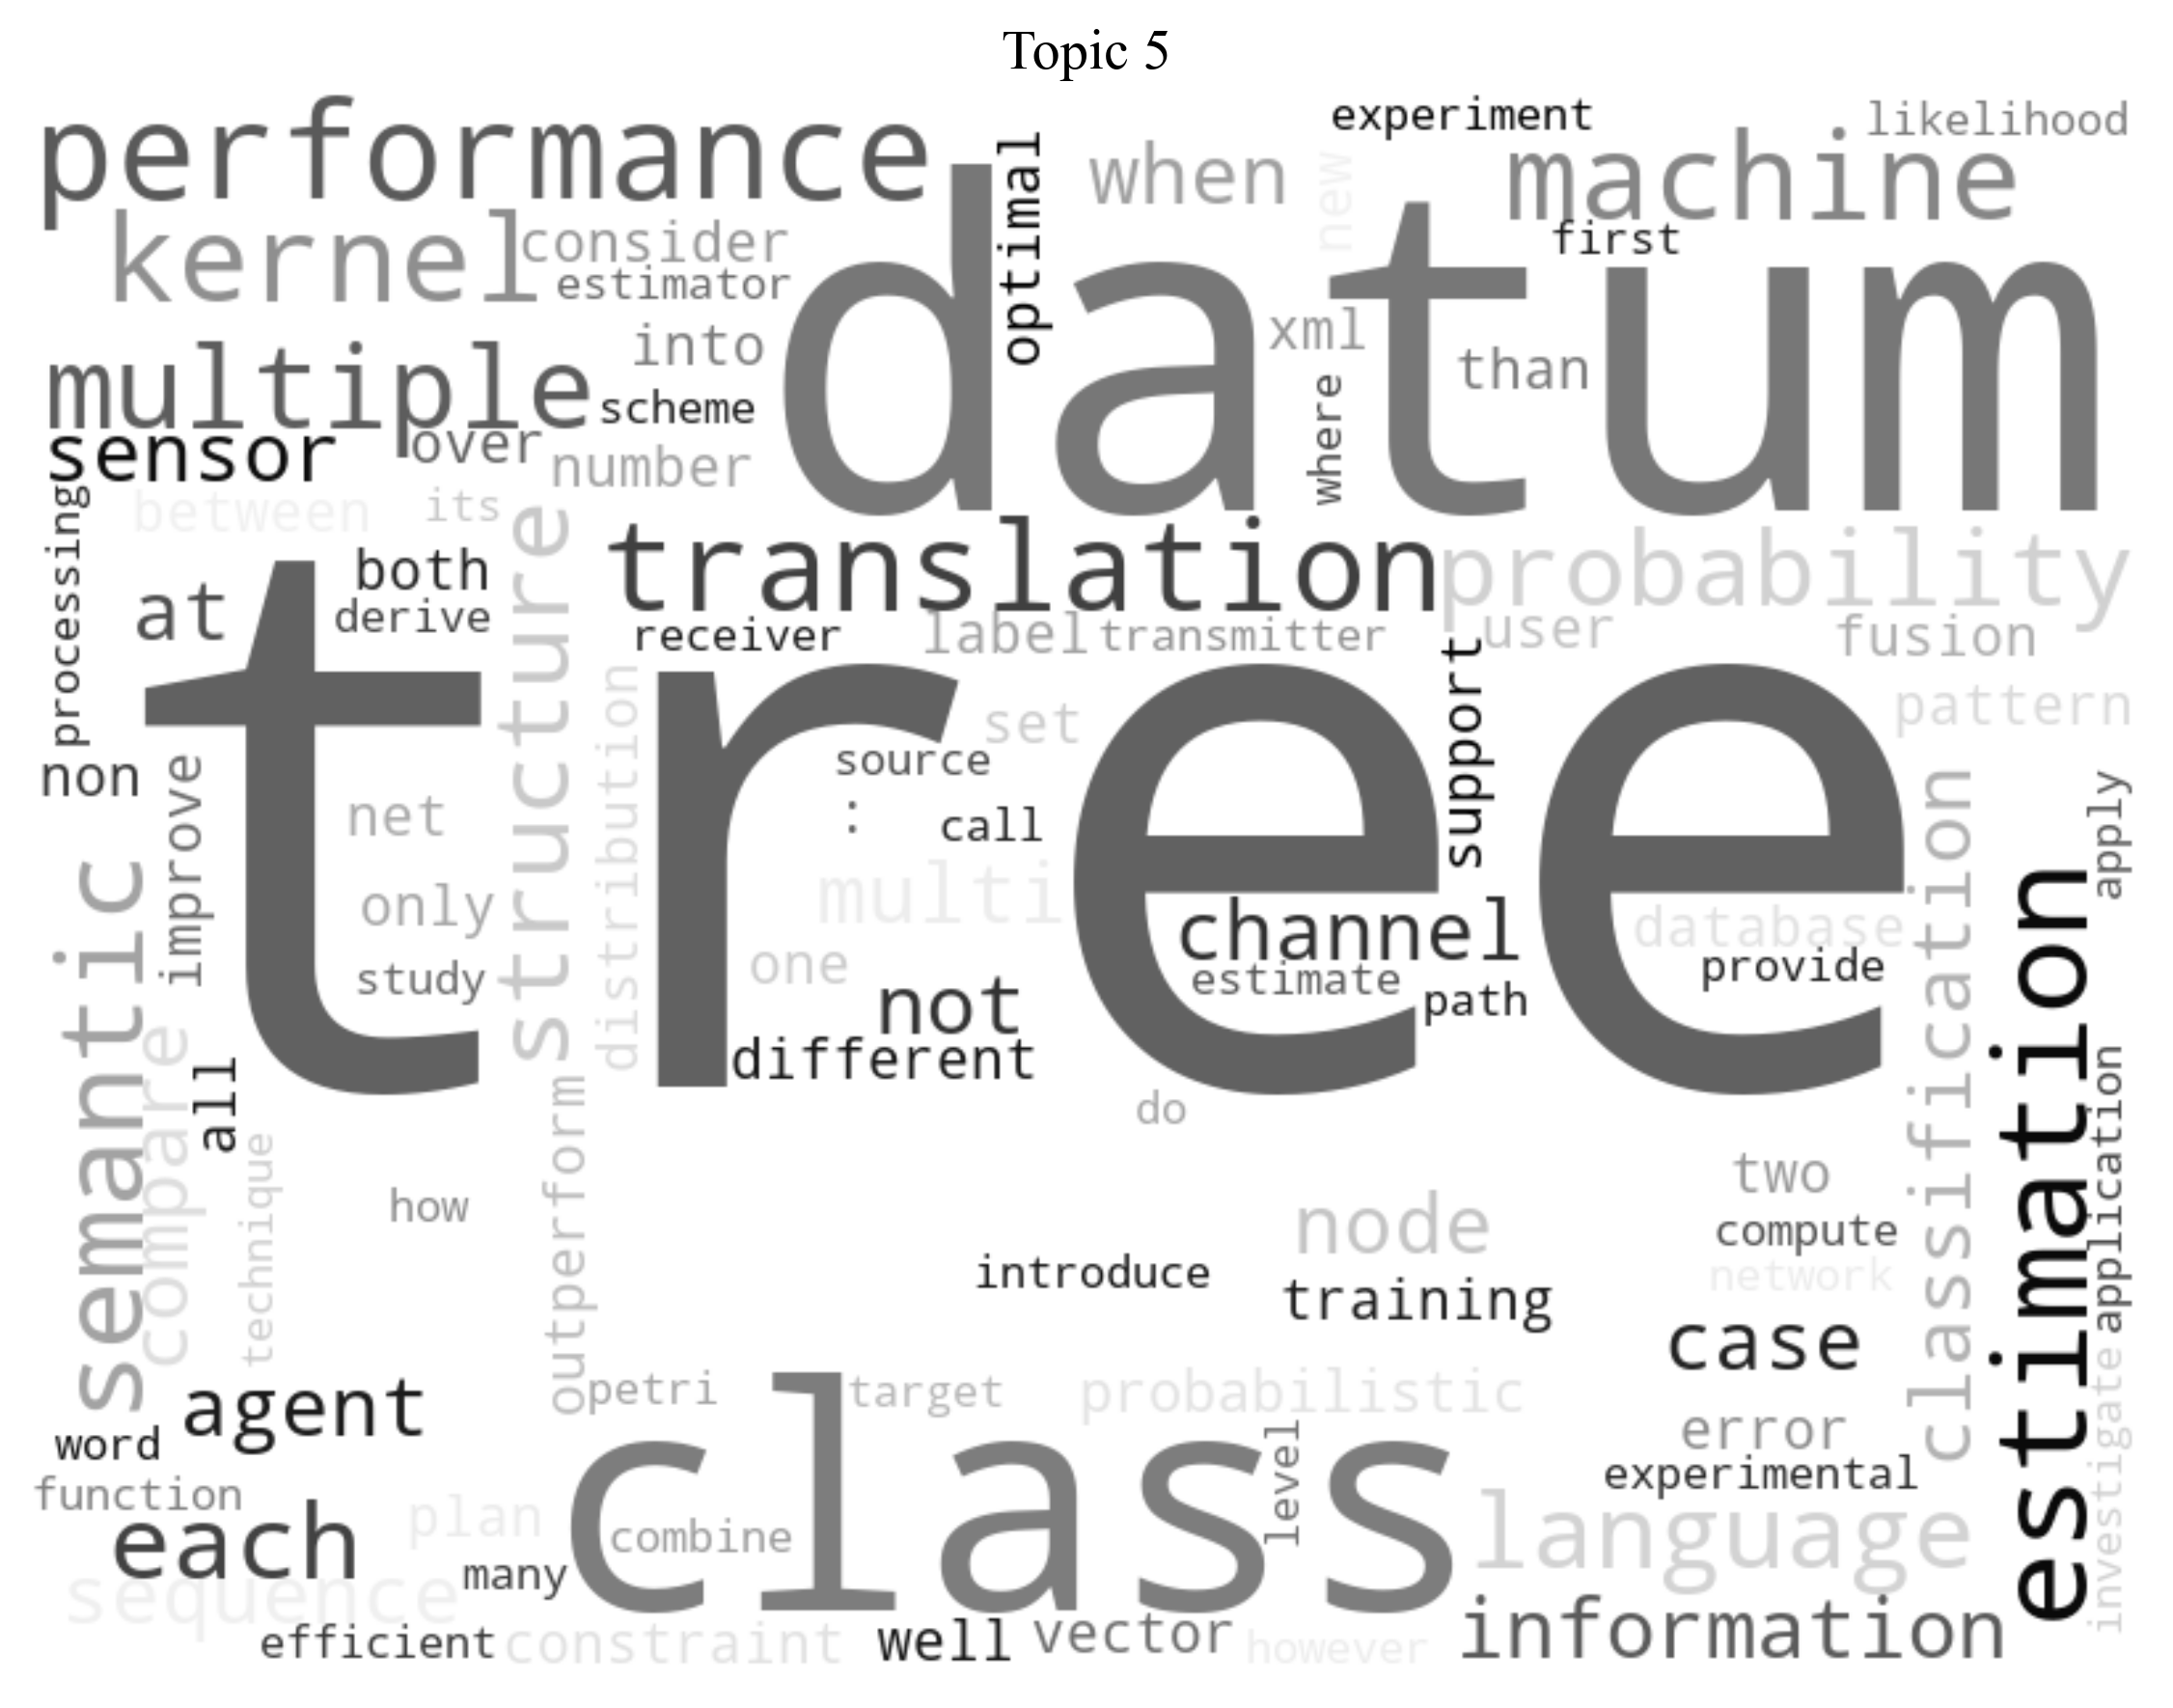 Topic 5
performance
optimal
when
new
experiment
likelihood
machine
first
kernel
consider
estimator
datum
into
xml
than
where
multiple
scheme
sensor
over
number
between
its
processing
structure
translation
probability
both
at
derive
receiver
label
transmitter
user
fusion
support
pattern
tree
distribution
set
source
:
call
non
improve
net
only
study
multi
one
channel
estimate
path
not
different
database
provide
classification
apply
estimation
semantic
compare
all
technique
how
outperform
do
two
node
compute
network
introduce
training
case
application
investigate
agent
petri
target
probabilistic
word
level
error
experimental
function
class
each
plan
combine
many
language
sequence
efficient
constraint
well
vector
however
information